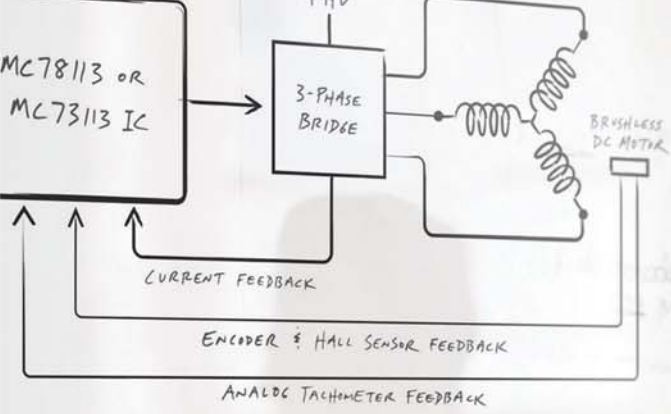 MC78113 OR
MC73113 IC
3-PHASE
BRIDGE
BRUSHLESS
DC MOTOR
CURRENT FEEDBACK
ENCODER & HALL SENSOR FEEDBACK
ANALOG TACHOMETER FEEDBACK